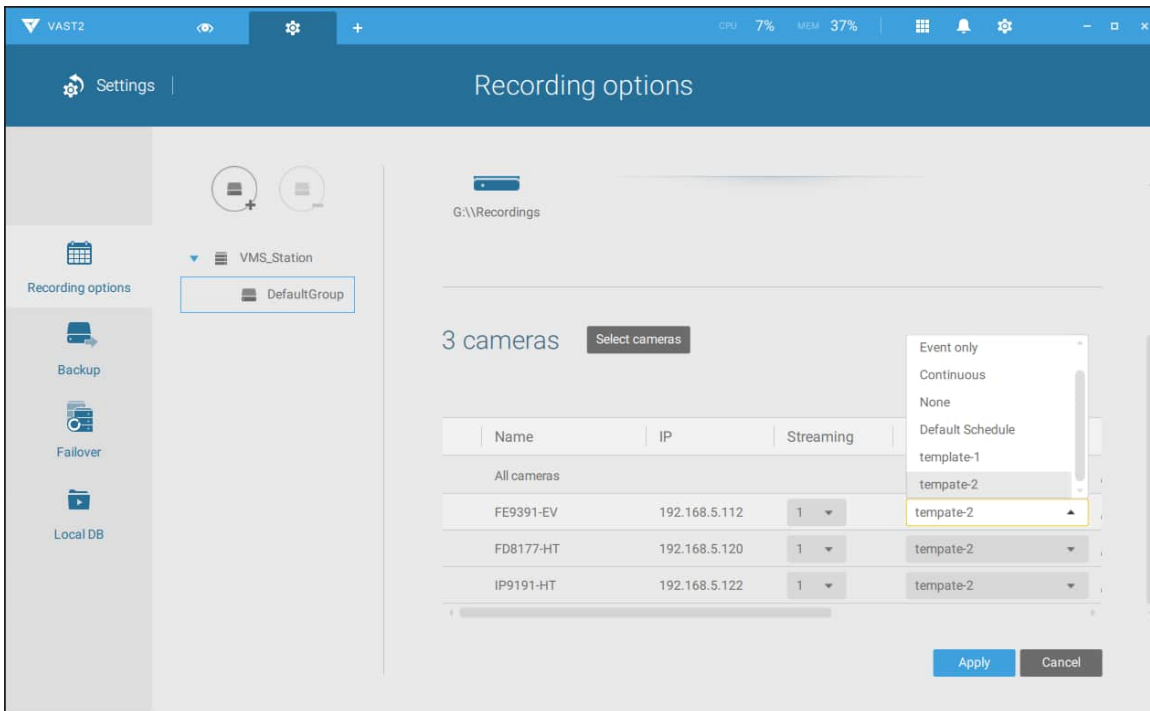 VAST2
CPU 7% MEM 37%
Settings
Recording options
G:\\Recordings
VMS_Station
DefaultGroup
Recording options
Backup
Failover
Local DB
3 cameras
Select cameras
Event only
Continuous
None
Default Schedule
template-1
tempate-2
Name IP Streaming
All cameras
FE9391-EV 192.168.5.112 1 tempate-2
FD8177-HT 192.168.5.120 1 tempate-2
IP9191-HT 192.168.5.122 1 tempate-2
Apply Cancel